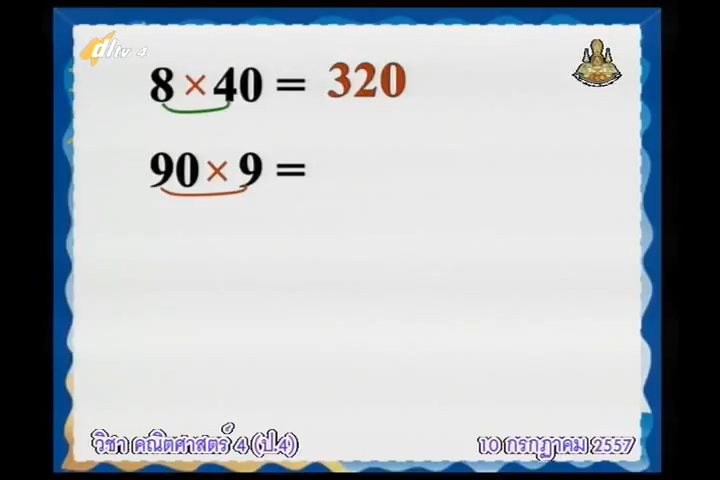 dltv 4
8 × 40 = 320
90 × 9 =
วิชา คณิตศาสตร์ 4 (ป.4)
10 กรกฎาคม 2557